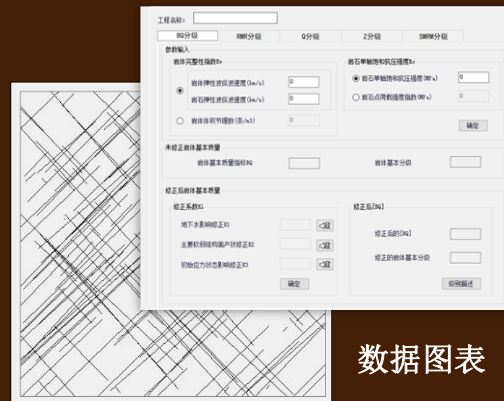 工程名称:
BQ分级 RMR分级 Q分级 Z分级 SMRM分级
参数输入
岩体完整性指数Kv
岩体弹性波纵波速度(km/s) 0
岩石弹性波纵波速度(km/s) 0
岩体体积节理数(条/m3) 0
岩石单轴饱和抗压强度Rc
岩石单轴饱和抗压强度(MPa) 0
岩石点荷载强度指数(MPa) 0
确定
未修正岩体基本质量
岩体基本质量指标BQ 岩体基本分级
修正后岩体基本质量
修正系数Ki
地下水影响修正K1
主要软弱结构面产状修正K2
初始应力状态影响修正K3
确定
修正后[BQ]
修正后的[BQ]
修正的岩体基本分级
级别描述
数据图表